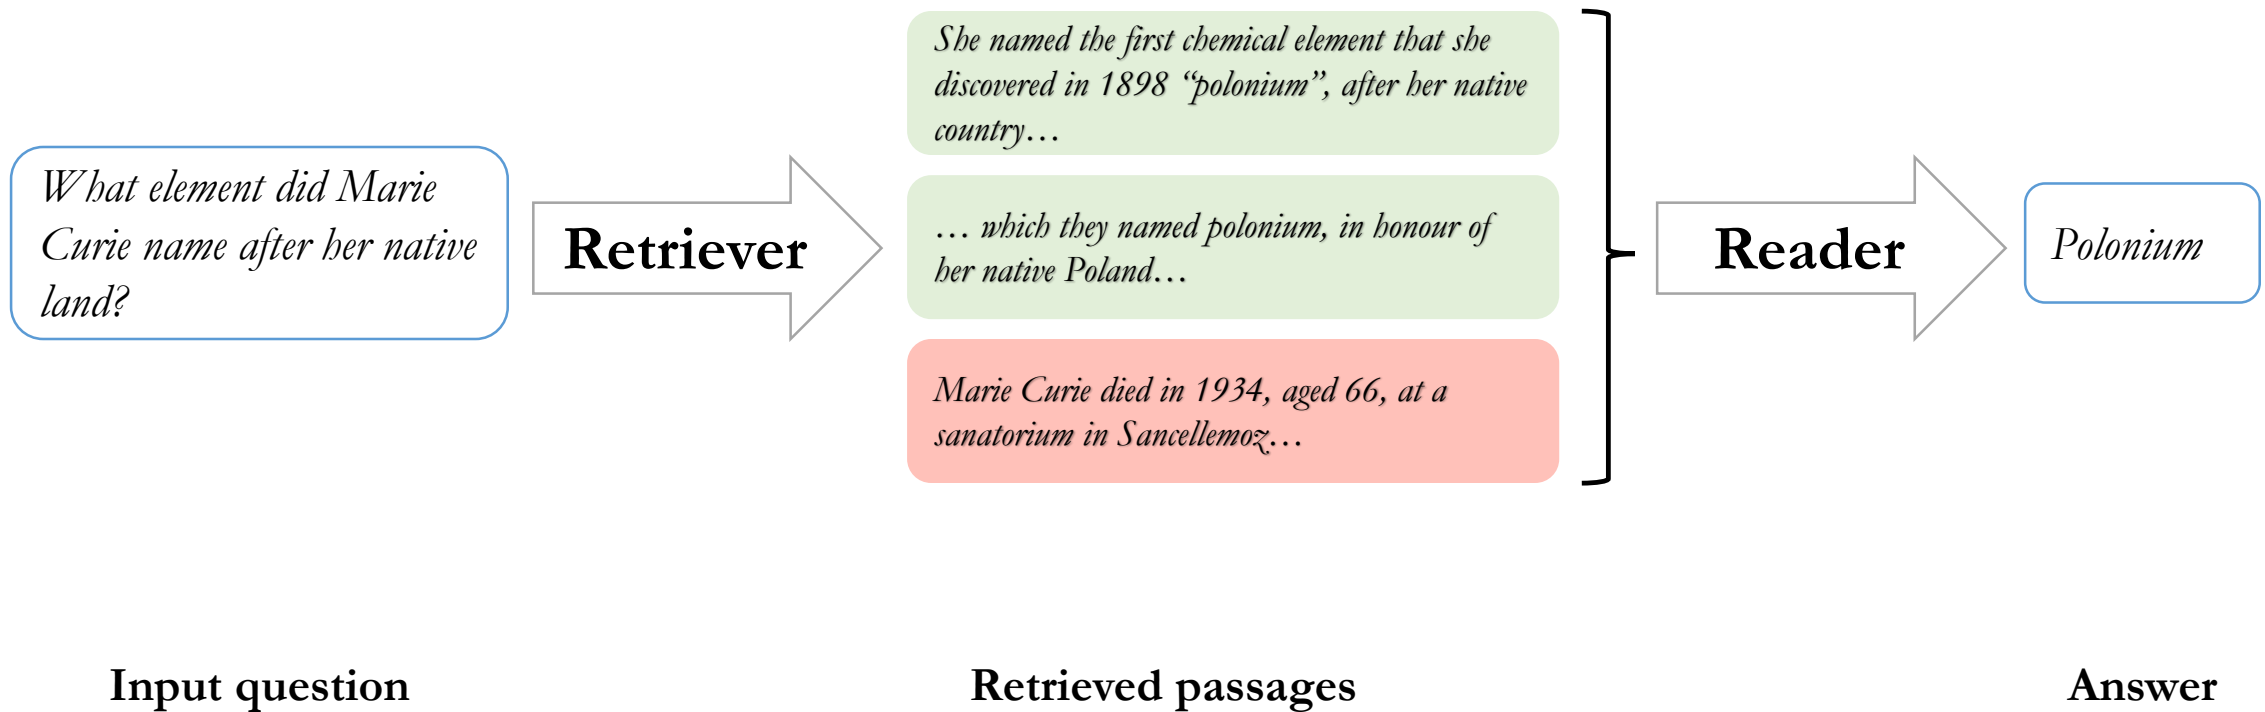 What element did Marie
Curie name after her native
land?
Retriever
She named the first chemical element that she
discovered in 1898 “polonium”, after her native
country…
… which they named polonium, in honour of
her native Poland…
Marie Curie died in 1934, aged 66, at a
sanatorium in Sancellemoz…
Reader
Polonium
Input question
Retrieved passages
Answer